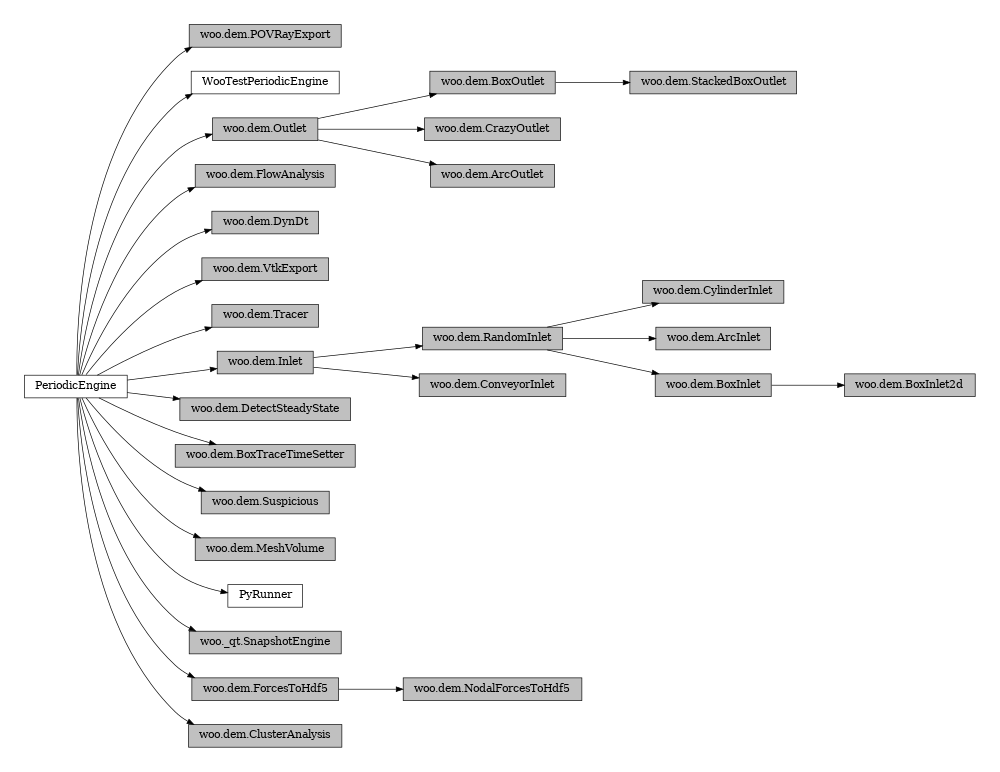 woo.dem.POVRayExport
WooTestPeriodicEngine
woo.dem.BoxOutlet
woo.dem.StackedBoxOutlet
woo.dem.Outlet
woo.dem.CrazyOutlet
woo.dem.FlowAnalysis
woo.dem.ArcOutlet
woo.dem.DynDt
woo.dem.VtkExport
woo.dem.CylinderInlet
woo.dem.Tracer
woo.dem.RandomInlet
woo.dem.ArcInlet
woo.dem.Inlet
PeriodicEngine
woo.dem.ConveyorInlet
woo.dem.BoxInlet
woo.dem.BoxInlet2d
woo.dem.DetectSteadyState
woo.dem.BoxTraceTimeSetter
woo.dem.Suspicious
woo.dem.MeshVolume
PyRunner
woo._qt.SnapshotEngine
woo.dem.ForcesToHdf5
woo.dem.NodalForcesToHdf5
woo.dem.ClusterAnalysis